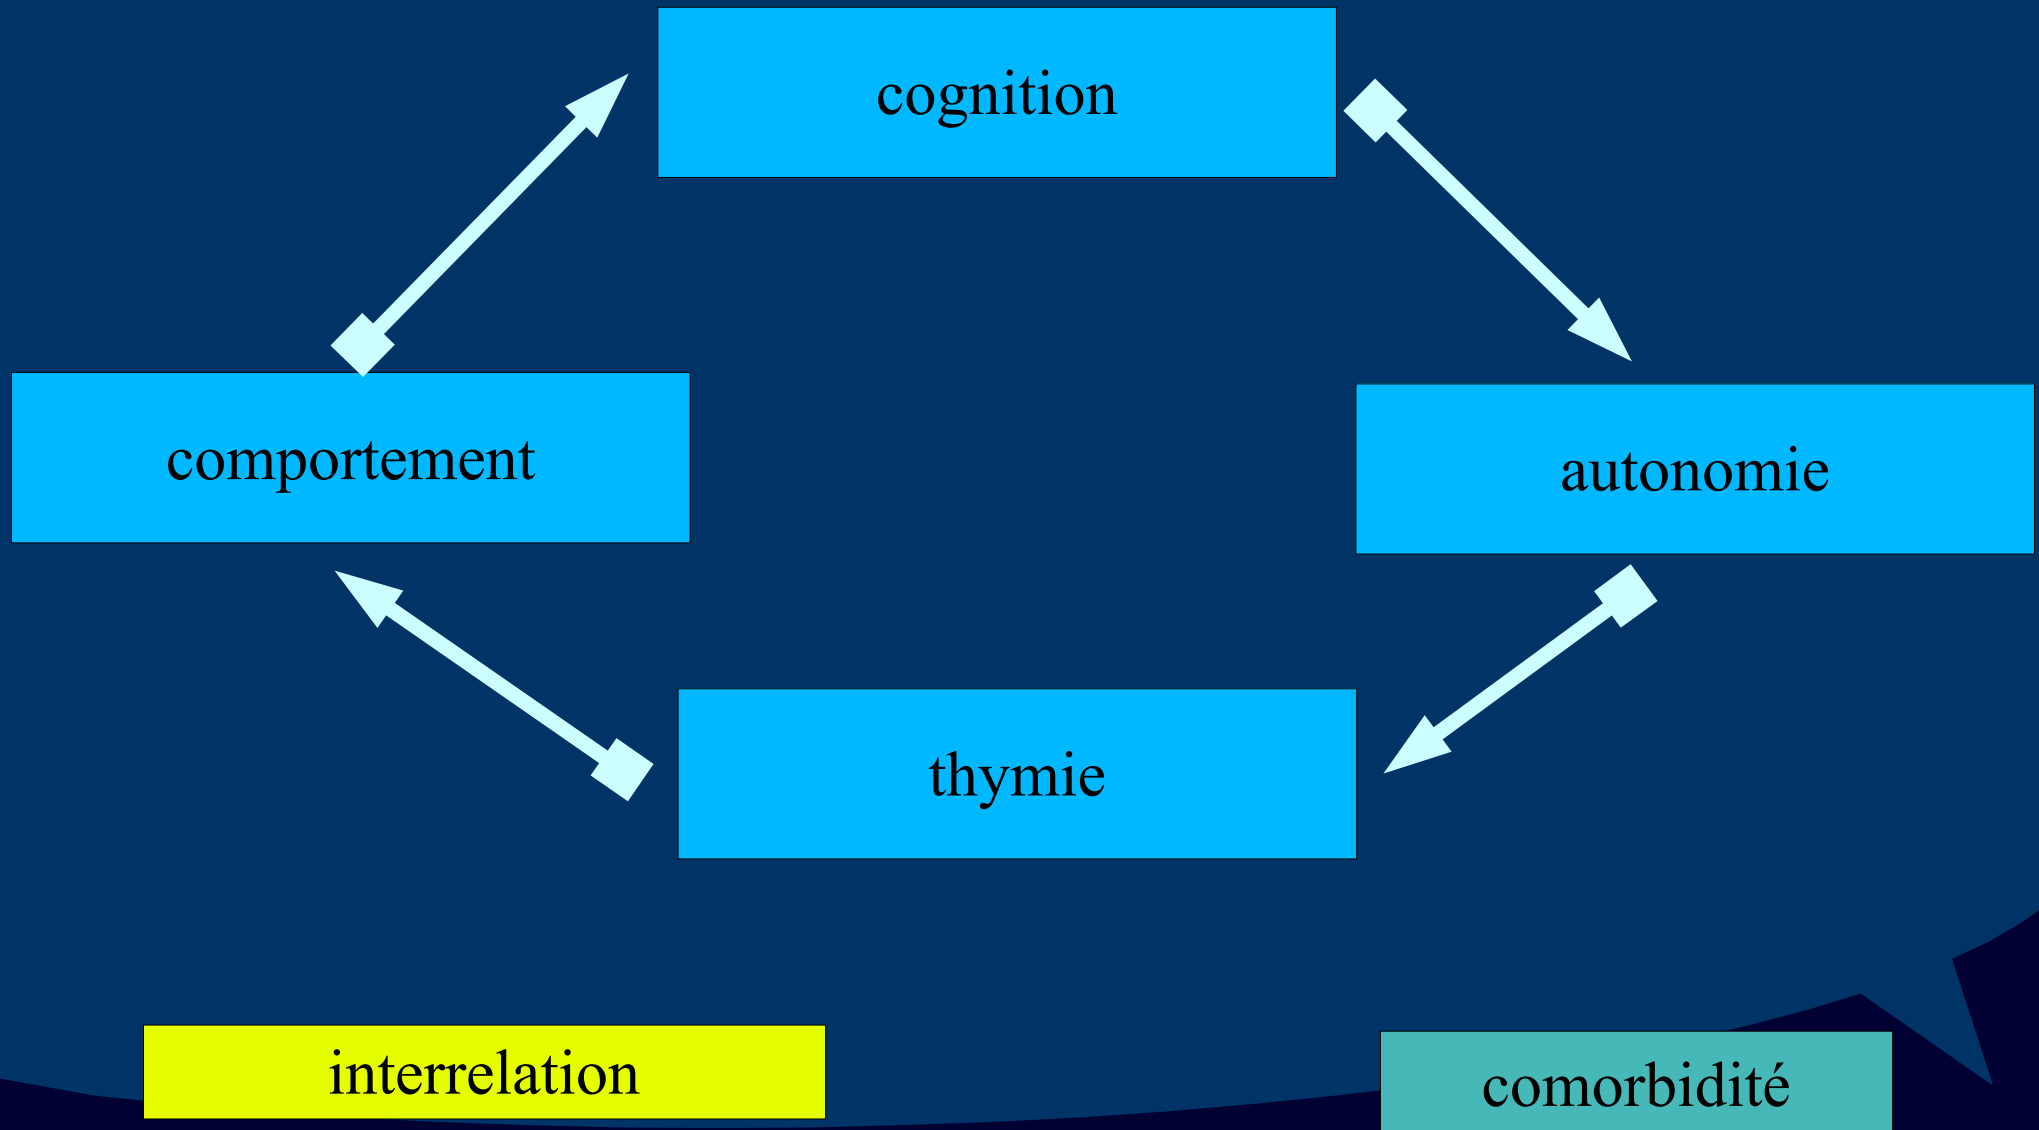 cognition
comportement
autonomie
thymie
interrelation
comorbidité